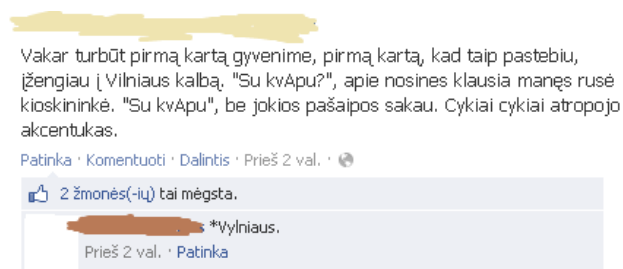 Vakar turbūt pirmą kartą gyvenime, pirmą kartą, kad taip pastebiu,
įžengiau į Vilniaus kalbą. "Su kvApu?", apie nosines klausia manęs rusė
kioskininkė. "Su kvApu", be jokios pašaipos sakau. Cykiai cykiai atropojo
akcentukas.
Patinka · Komentuoti · Dalintis · Prieš 2 val. ·
2 žmonės(-ių) tai mėgsta.
s *Vylniaus.
Prieš 2 val. · Patinka